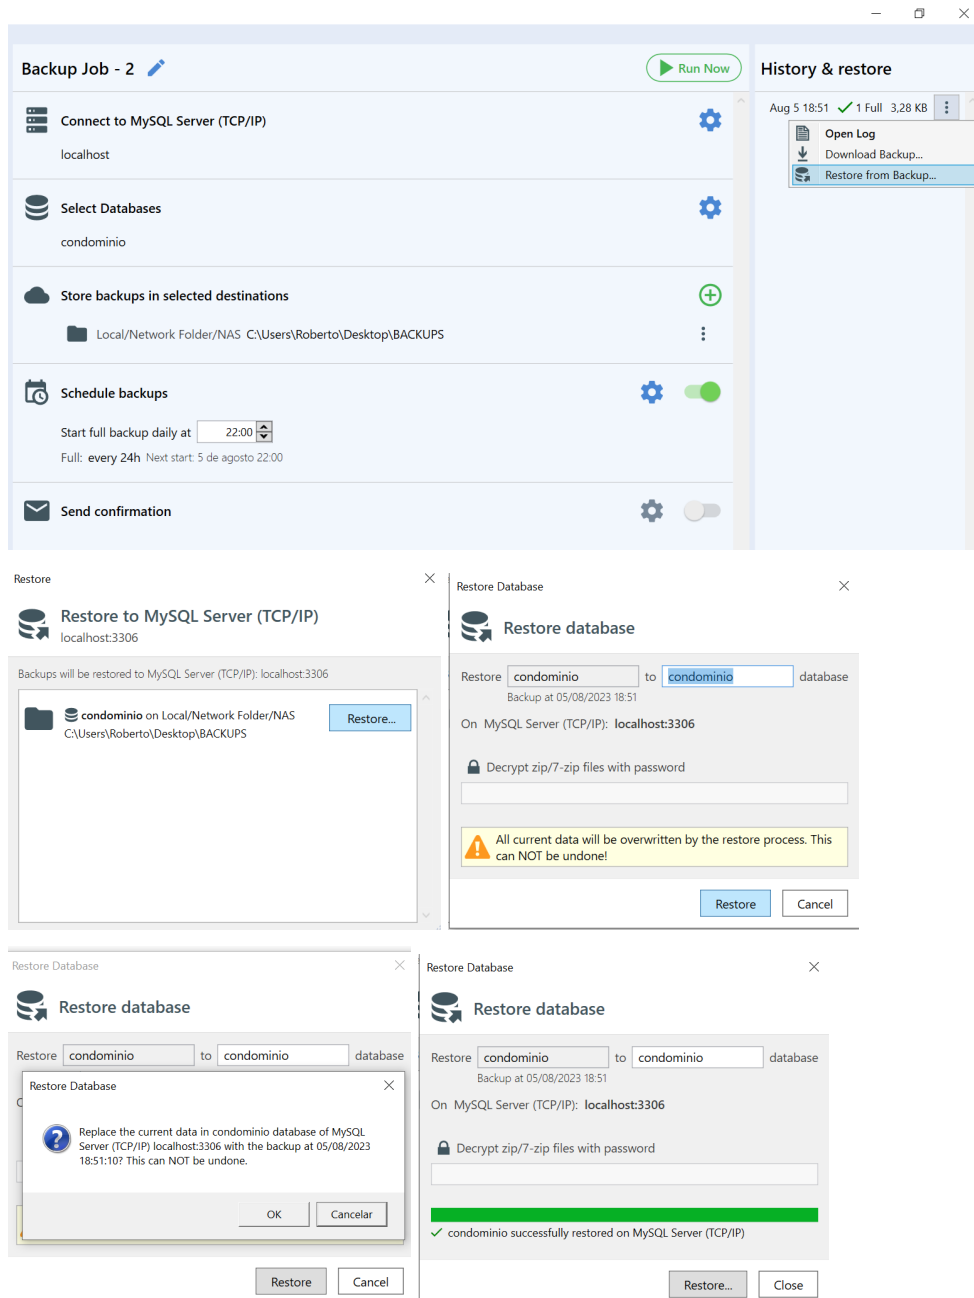 Backup Job - 2
Run Now
History & restore
Connect to MySQL Server (TCP/IP)
localhost
Aug 5 18:51 1 Full 3,28 KB
Open Log
Download Backup...
Restore from Backup...
Select Databases
condominio
Store backups in selected destinations
Local/Network Folder/NAS C:\Users\Roberto\Desktop\BACKUPS
Schedule backups
Start full backup daily at 22:00
Full: every 24h Next start: 5 de agosto 22:00
Send confirmation
Restore
Restore to MySQL Server (TCP/IP)
localhost:3306
Backups will be restored to MySQL Server (TCP/IP): localhost:3306
condominio on Local/Network Folder/NAS
C:\Users\Roberto\Desktop\BACKUPS
Restore...
Restore Database
Restore database
Restore condominio to condominio database
Backup at 05/08/2023 18:51
On MySQL Server (TCP/IP): localhost:3306
Decrypt zip/7-zip files with password
All current data will be overwritten by the restore process. This
can NOT be undone!
Restore Cancel
Restore Database
Restore database
Restore condominio to condominio database
Restore Database
Replace the current data in condominio database of MySQL
Server (TCP/IP) localhost:3306 with the backup at 05/08/2023
18:51:10? This can NOT be undone.
OK Cancelar
Restore Cancel
Restore Database
Restore database
Restore condominio to condominio database
Backup at 05/08/2023 18:51
On MySQL Server (TCP/IP): localhost:3306
Decrypt zip/7-zip files with password
condominio successfully restored on MySQL Server (TCP/IP)
Restore... Close